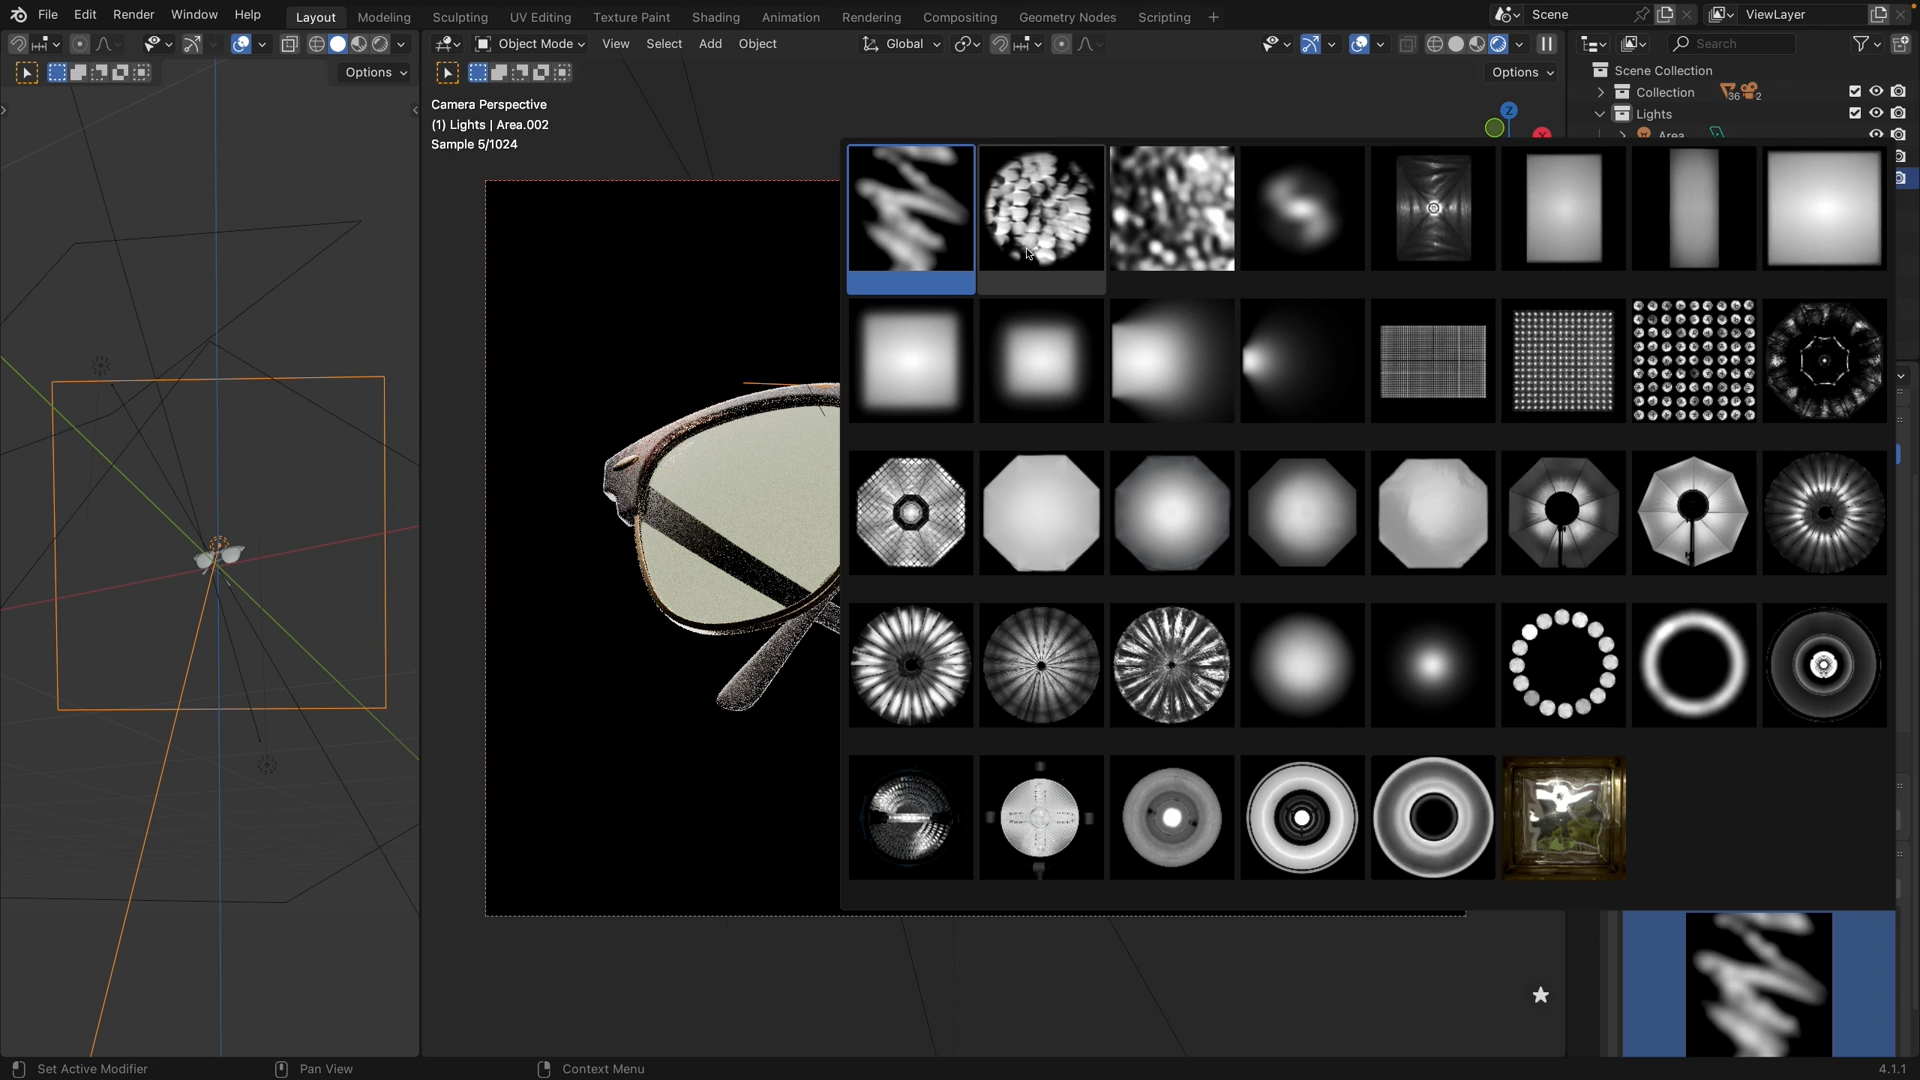 File Edit Render Window Help Layout Modeling Sculpting UV Editing Texture Paint Shading Animation Rendering Compositing Geometry Nodes Scripting + Scene ViewLayer
Object Mode View Select Add Object Global Search
Options Options
Scene Collection
Camera Perspective
Collection 36 2
(1) Lights | Area.002
Lights
Sample 5/1024
Z
Area
X
Set Active Modifier Pan View Context Menu 4.1.1